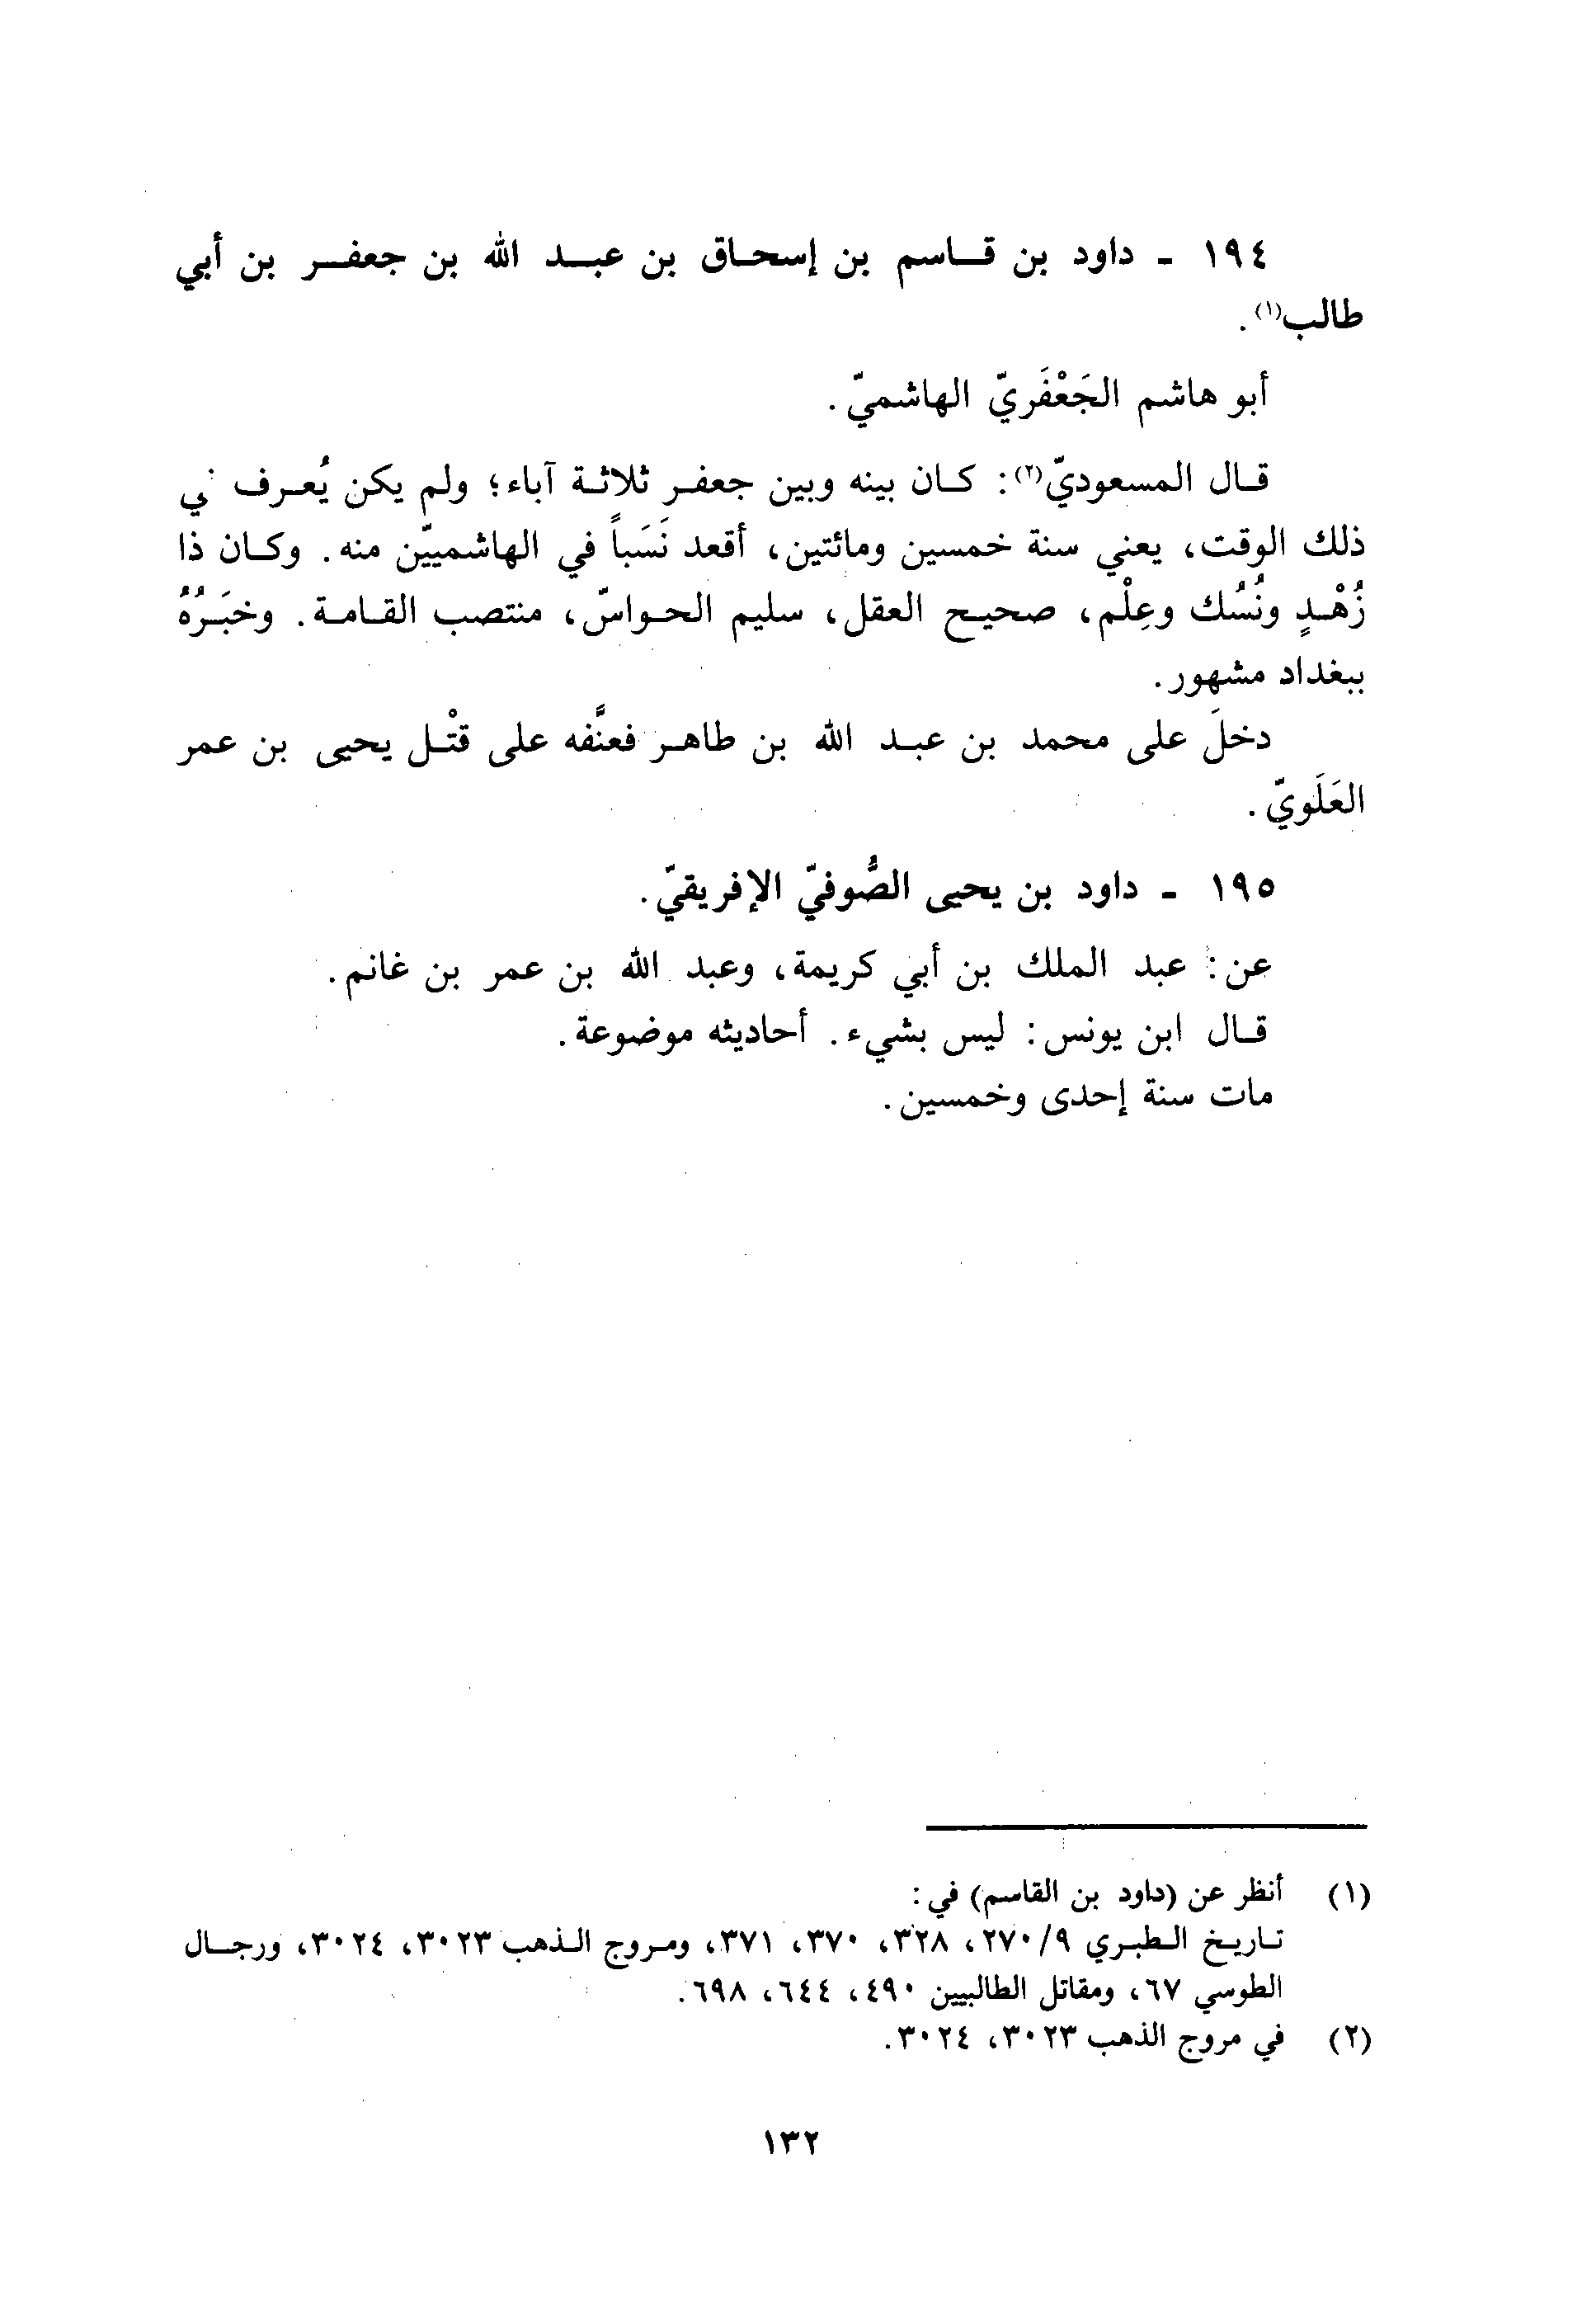 ١٩٤ - داود بن قاسم بن إسحاق بن عبد الله بن جعفر بن أبي
طالب(١).
أبو هاشم الجَعْفَريّ الهاشميّ.
قال المسعوديّ(٢): كان بينه وبين جعفر ثلاثة آباء؛ ولم يكن يُعرف في
ذلك الوقت، يعني سنة خمسين ومائتين، أقعد نَسَباً في الهاشمييّن منه. وكان ذا
زُهْدٍ ونُسُك وعِلْم، صحيح العقل، سليم الحواسّ، منتصب القامة. وخبَرُهُ
ببغداد مشهور.
دخلَ على محمد بن عبد الله بن طاهر فعنَّفه على قتْل يحيى بن عمر
العَلَويّ.
١٩٥ - داود بن يحيى الصُّوفيّ الإفريقيّ.
عن: عبد الملك بن أبي كريمة، وعبد الله بن عمر بن غانم.
قال ابن يونس: ليس بشيء. أحاديثه موضوعة.
مات سنة إحدى وخمسين.
(١) أنظر عن (داود بن القاسم) في:
تاريخ الطبري ٢٧٠/٩، ٣٢٨، ٣٧٠، ٣٧١، ومروج الذهب ٣٠٢٣، ٣٠٢٤، ورجال
الطوسي ٦٧، ومقاتل الطالبيين ٤٩٠، ٦٤٤، ٦٩٨.
(٢) في مروج الذهب ٣٠٢٣، ٣٠٢٤.
١٣٢